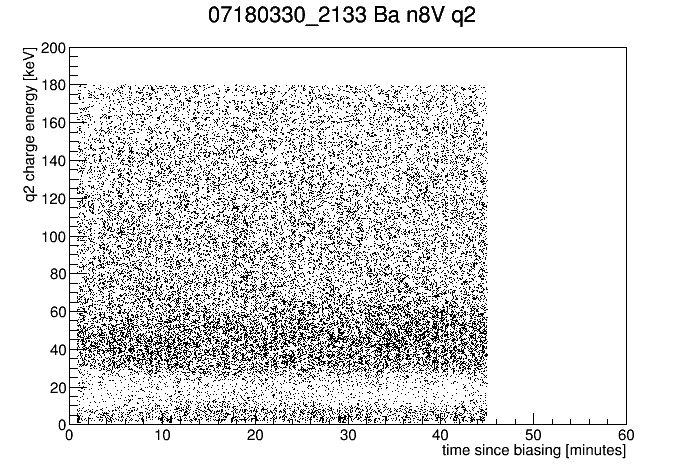 07180330_2133 Ba n8V q2
q2 charge energy [keV]
200
180
160
140
120
100
80
60
40
20
0
0 10 20 30 40 50 60
time since biasing [minutes]